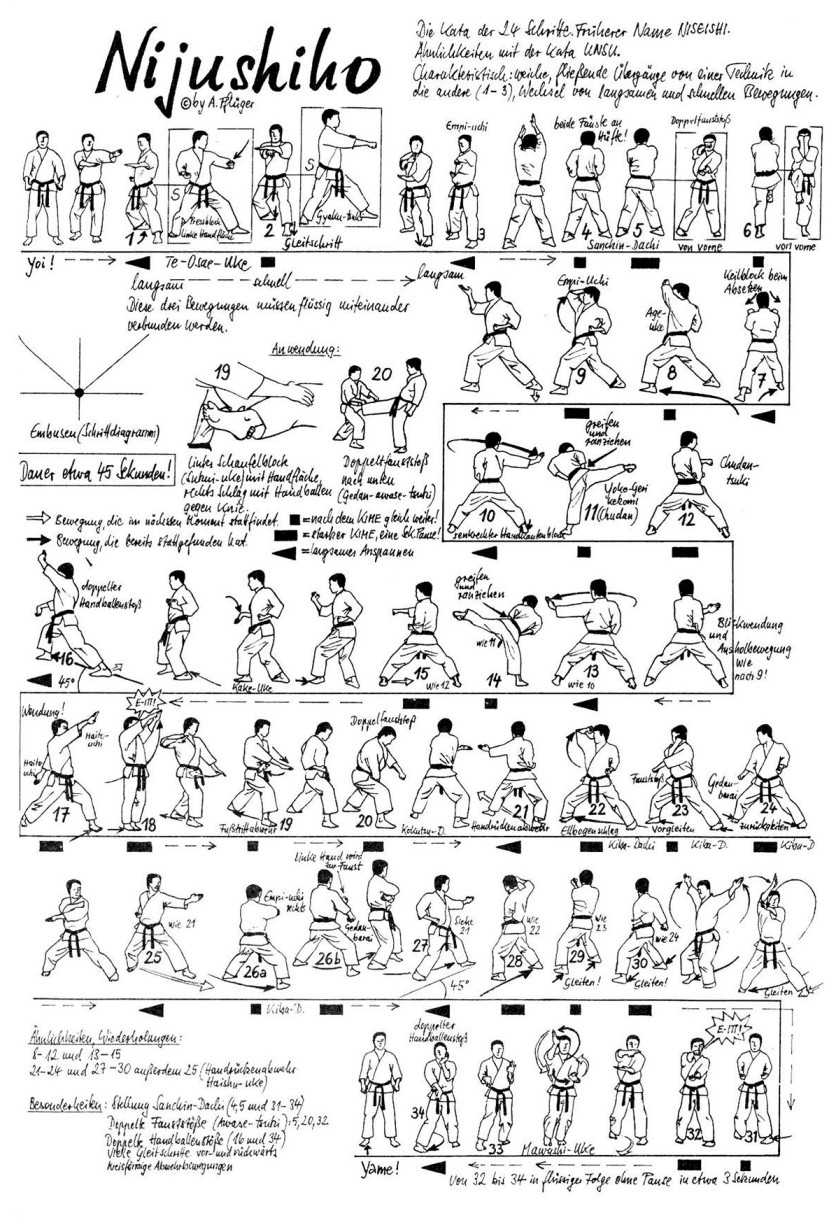 Nijushiho
© by A. Pflüger
Die Kata der 24 Schritte. Früherer Name NISEISHI.
Ähnlichkeiten mit der Kata UNSU.
Charakteristisch: weiche, fließende Übergänge von einer Technik in
die andere (1-3), Wechsel von langsamen und schnellen Bewegungen.
Empi-uchi
beide Fäuste an
Hüfte!
Doppelfauststoß
S
S
Pressblock
linke Handfläche
Gyaku-tsuki
1
2
3
4
5
6
Gleitschritt
Sanchin-Dachi
von vorne
von vorne
Yoi!
Te-Osae-Uke
langsam
schnell
langsam
Diese drei Bewegungen müssen flüssig miteinander
verbunden werden.
Empi-Uchi
Age-
uke
Keilblock beim
Absetzen
9
8
7
Anwendung:
19
20
Embusen (Schrittdiagramm)
Dauer etwa 45 Sekunden!
linker Schaufelblock
(Sukui-uke) mit Handfläche,
rechts Schlag mit Handballen
gegen Knie.
Doppelfauststoß
nach unten
(Gedan-awase-tsuki)
greifen
und
ranziehen
Yoko-Geri
kekomi
(Chudan)
Chudan-
tsuki
10
11
12
senkrechter Handkantenblock
Bewegung, die im nächsten Moment stattfindet.
Bewegung, die bereits stattgefunden hat.
= nach dem KIME gleich weiter!
= starker KIME, eine Sek. Pause!
= langsames Anspannen
doppelter
Handballenstoß
greifen
und
ranziehen
16
45°
Kake-Uke
15
wie 12
wie 11
14
13
wie 10
Blickwendung
und
Ausholbewegung
wie
nach 9!
Wendung!
E-IT!
Haito-
uchi
Haito-
uchi
Doppelfauststoß
17
18
Fußtrittabwehr
19
20
Kokutsu-D.
21
Handrückenabwehr
22
Ellbogenschlag
Fauststoß
23
Vorgleiten
Gedan-
barai
24
zurückgleiten
Kiba-Dachi
Kiba-D.
Kiba-D
linke Hand wird
zur Faust
wie 21
25
Empi-uchi
rechts
26a
Gedan-
barai
26b
27
Siehe
21
45°
28
wie
22
29
wie
23
Gleiten!
30
wie 24
Gleiten!
Gleiten
Kiba-D.
Ähnlichkeiten, Wiederholungen:
8-12 und 13-15
21-24 und 27-30 außerdem 25 (Handrückenabwehr
Haishu-uke)
Besonderheiten: Stellung Sanchin-Dachi (4,5 und 31-34)
Doppelte Fauststöße (Awase-tsuki): 5, 20, 32
Doppelte Handballenstöße (16 und 34)
Viele Gleitschritte vor- und rückwärts
kreisförmige Abwehrbewegungen
doppelter
Handballenstoß
E-IT!
34
33
Mawashi-Uke
32
31
Yame!
Von 32 bis 34 in flüssiger Folge ohne Pause in etwa 3 Sekunden